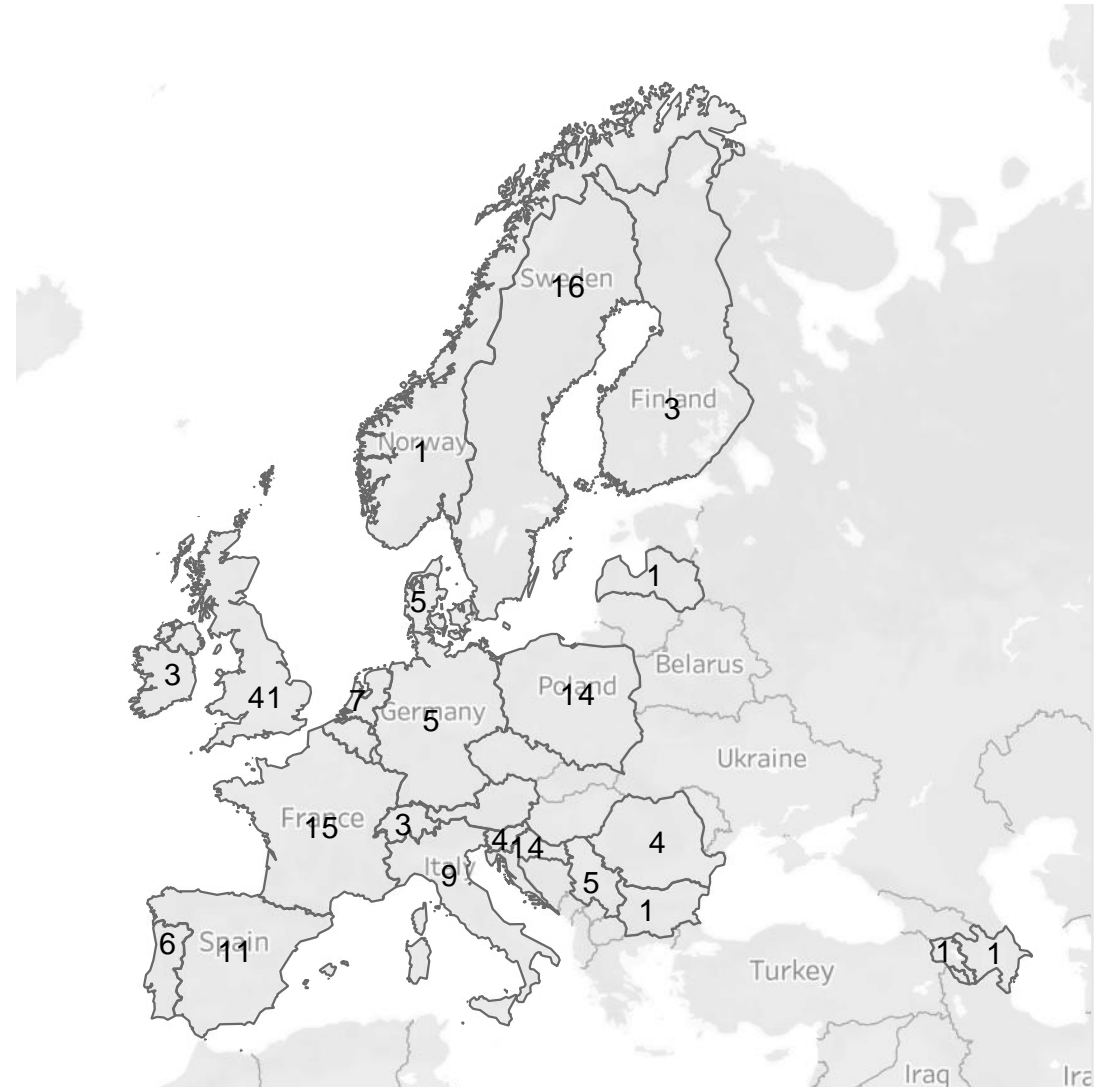 Sweden
16
Finland
3
Norway
1
1
5
Belarus
3
Poland
14
41
7
Germany
5
Ukraine
France
15
3
4
14
4
Italy
9
5
1
6
Spain
11
1
1
Turkey
Iraq
Ira